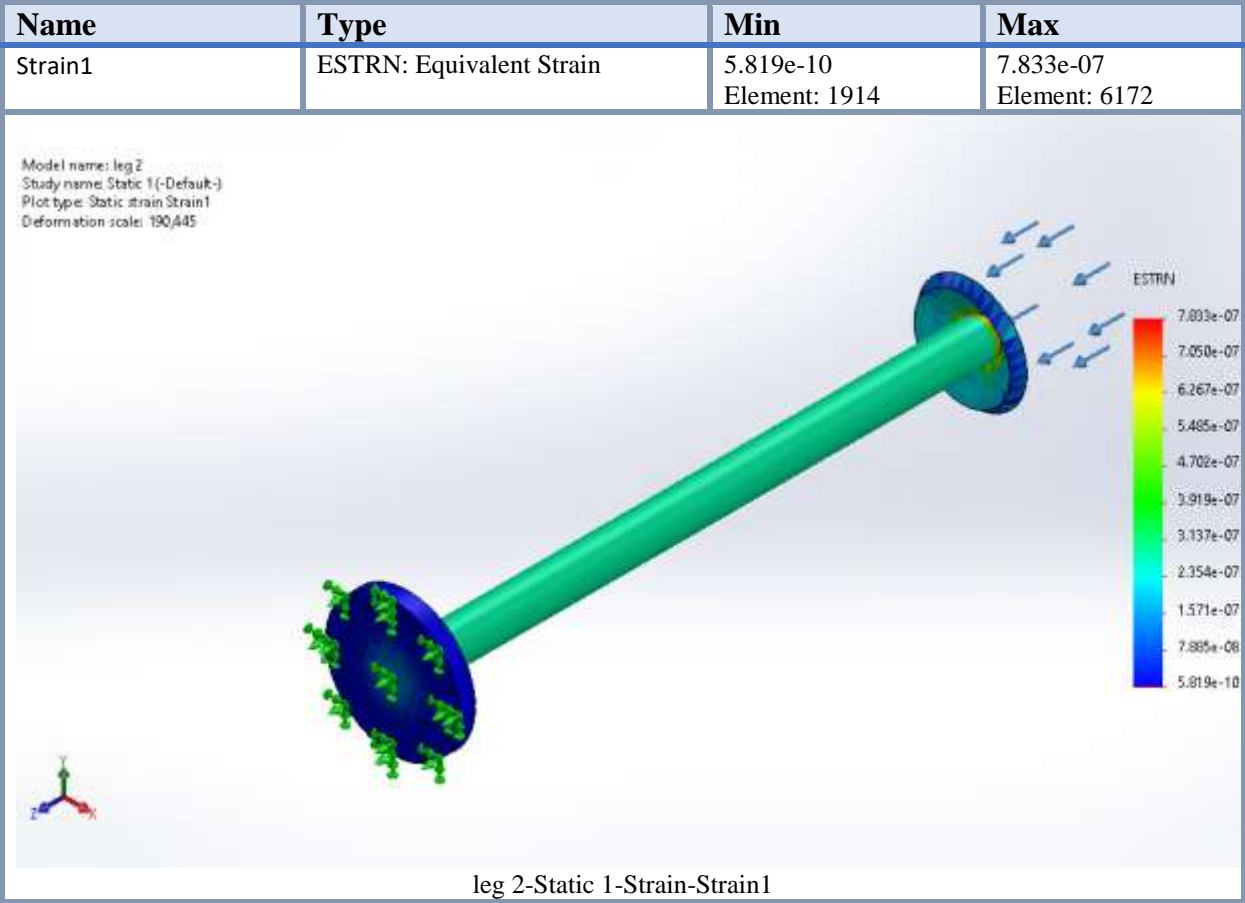 Name Type Min Max
Strain1 ESTRN: Equivalent Strain 5.819e-10 7.833e-07
Element: 1914 Element: 6172
Model name: leg 2
Study name: Static 1(-Default-)
Plot type: Static strain Strain1
Deformation scale: 190,445
ESTRN
7.833e-07
7.050e-07
6.267e-07
5.485e-07
4.702e-07
3.919e-07
3.137e-07
2.354e-07
1.571e-07
7.885e-08
5.819e-10
Y
Z X
leg 2-Static 1-Strain-Strain1